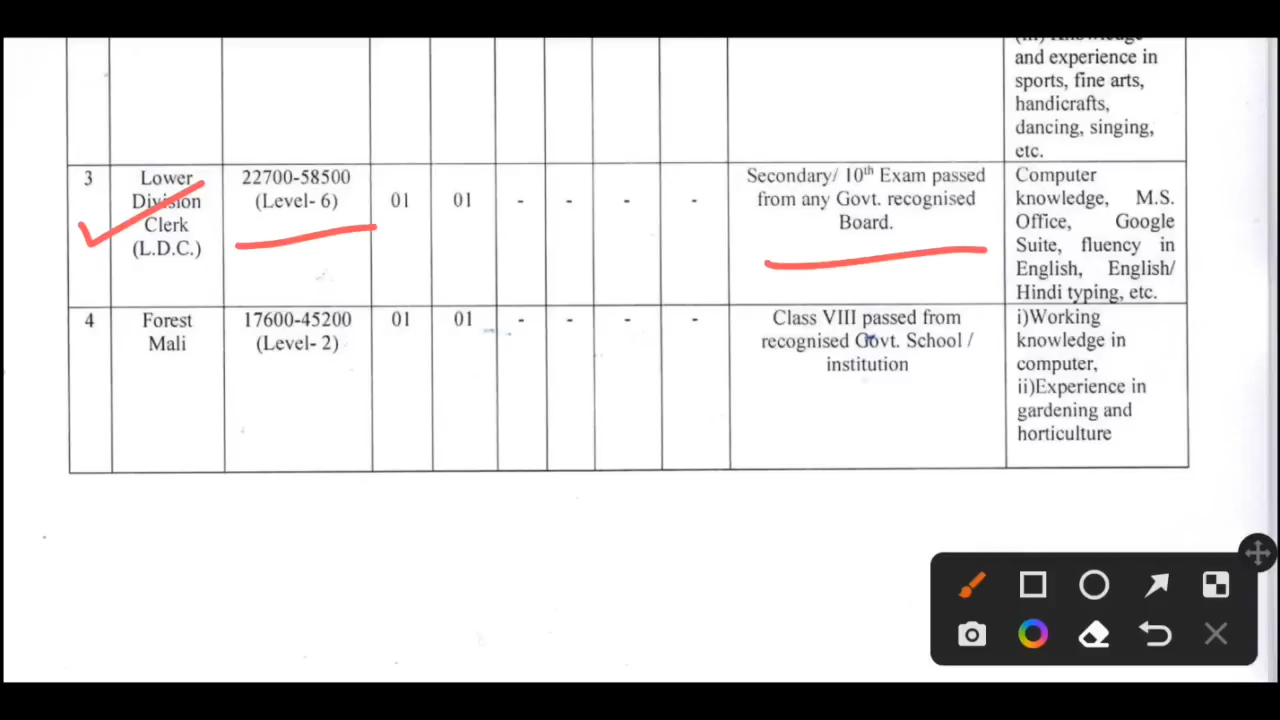 (iii) Knowledge
and experience in
sports, fine arts,
handicrafts,
dancing, singing,
etc.
3
Lower
Division
Clerk
(L.D.C.)
22700-58500
(Level- 6)
01
01
-
-
-
-
Secondary/ 10th Exam passed
from any Govt. recognised
Board.
Computer
knowledge, M.S.
Office, Google
Suite, fluency in
English, English/
Hindi typing, etc.
4
Forest
Mali
17600-45200
(Level- 2)
01
01
-
-
-
-
Class VIII passed from
recognised Govt. School /
institution
i)Working
knowledge in
computer,
ii)Experience in
gardening and
horticulture